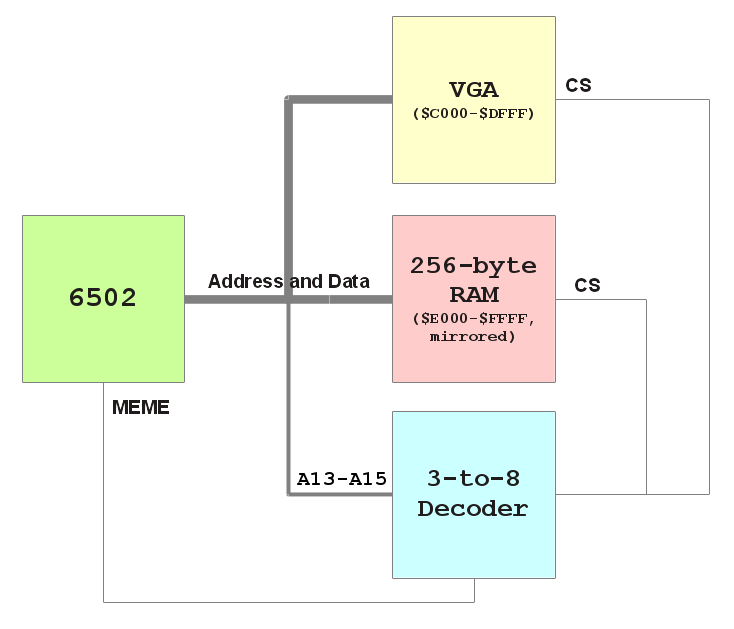 VGA
($C000-$DFFF)
CS
6502
Address and Data
256-byte
RAM
($E000-$FFFF,
mirrored)
CS
MEME
A13-A15
3-to-8
Decoder